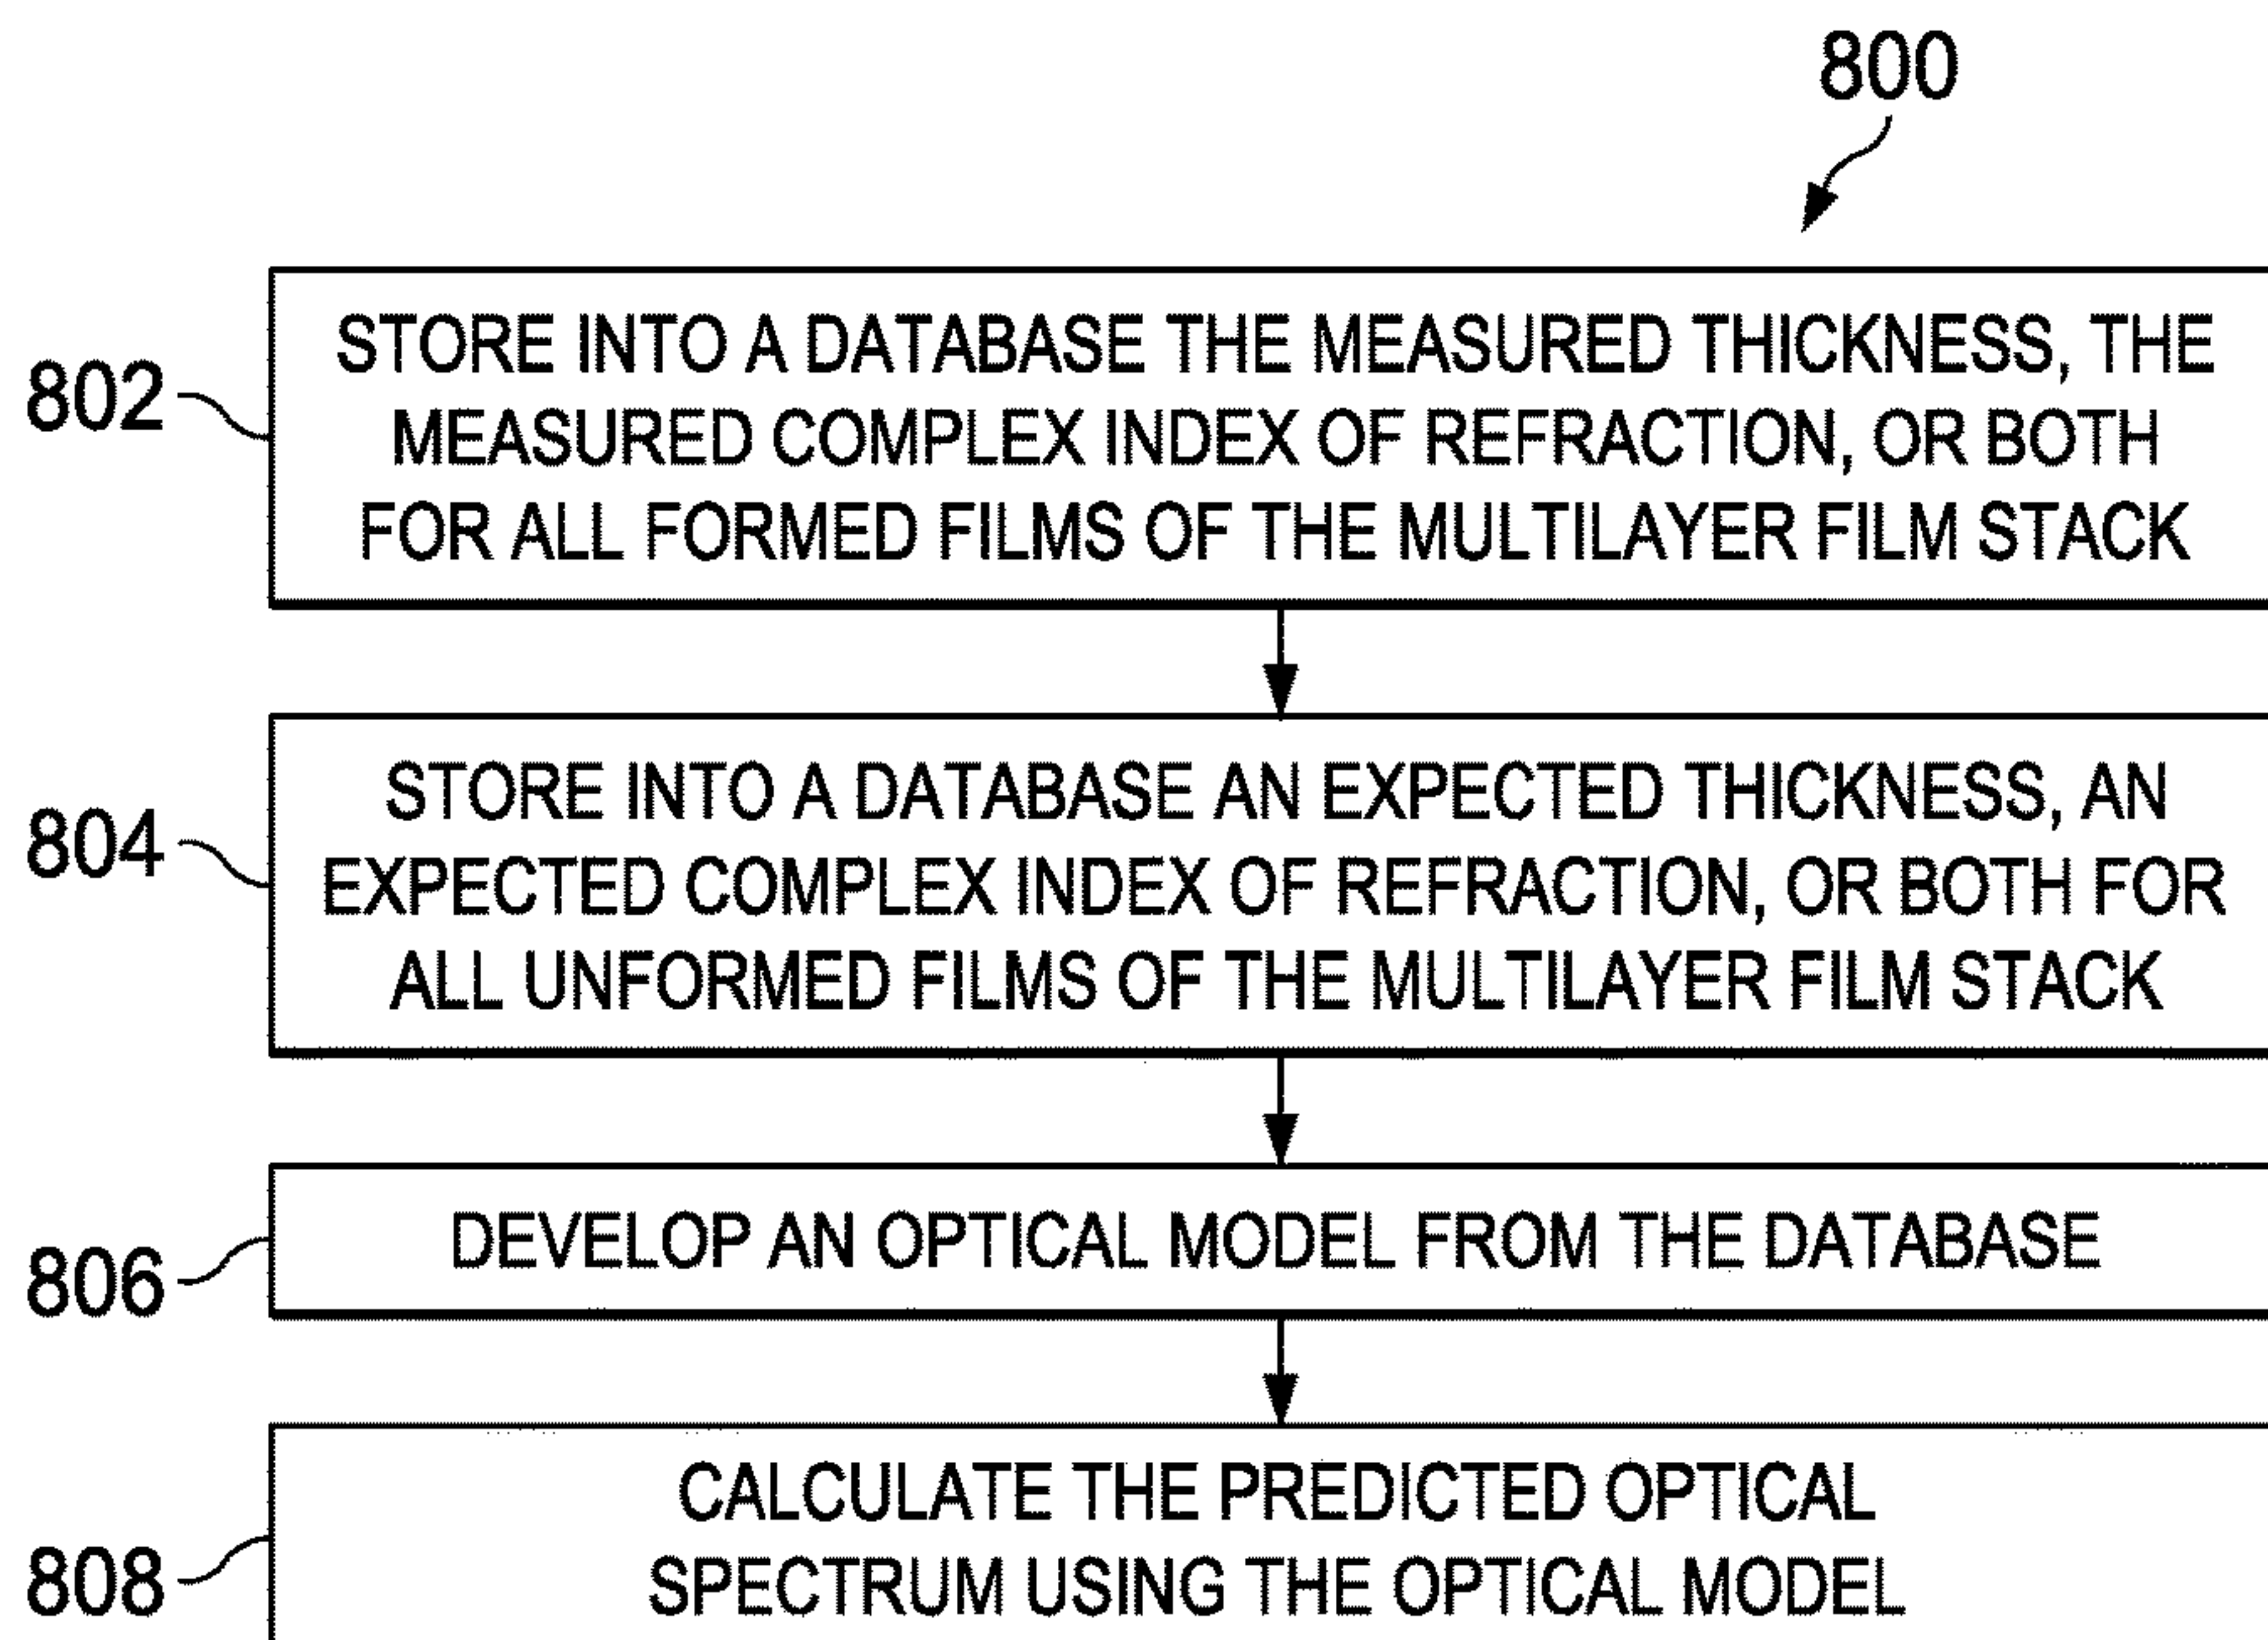 800
802
STORE INTO A DATABASE THE MEASURED THICKNESS, THE
MEASURED COMPLEX INDEX OF REFRACTION, OR BOTH
FOR ALL FORMED FILMS OF THE MULTILAYER FILM STACK
804
STORE INTO A DATABASE AN EXPECTED THICKNESS, AN
EXPECTED COMPLEX INDEX OF REFRACTION, OR BOTH FOR
ALL UNFORMED FILMS OF THE MULTILAYER FILM STACK
806
DEVELOP AN OPTICAL MODEL FROM THE DATABASE
808
CALCULATE THE PREDICTED OPTICAL
SPECTRUM USING THE OPTICAL MODEL